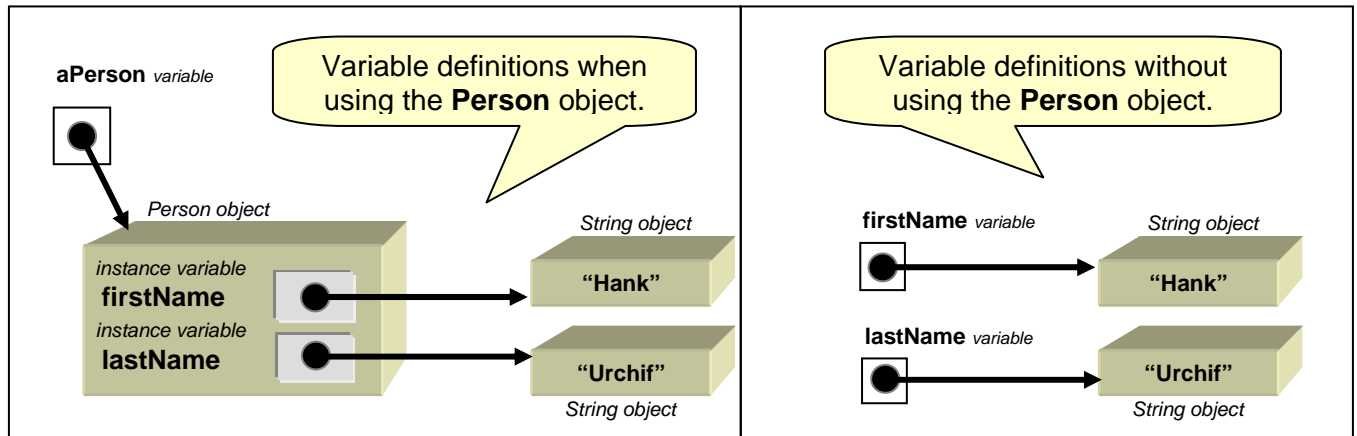 Variable definitions when
using the Person object.
aPerson variable
Person object
instance variable
firstName
instance variable
lastName
String object
“Hank”
“Urchif”
String object
Variable definitions without
using the Person object.
firstName variable
String object
“Hank”
lastName variable
“Urchif”
String object